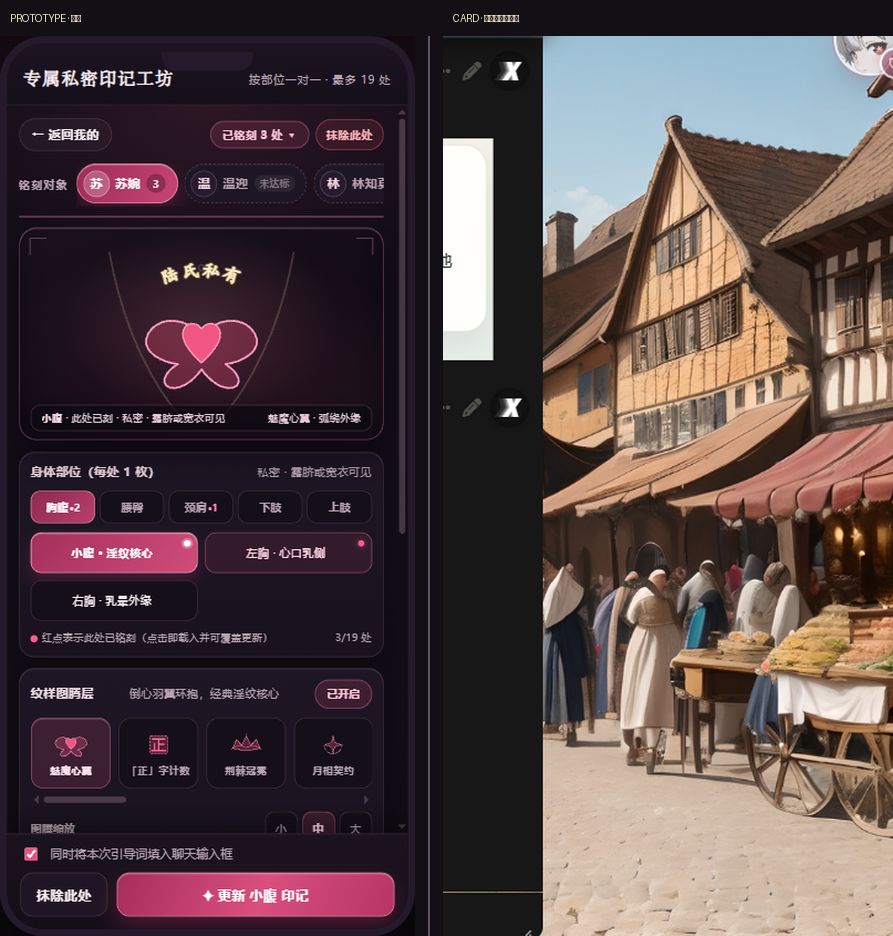 PROTOTYPE ·
CARD ·
专属私密印记工坊
按部位一对一 · 最多 19 处
← 返回我的
已铭刻 3 处 ▾
抹除此处
铭刻对象
苏 苏婉 3
温 温迎 未达标
林 林知夏
陆氏私有
小腹 · 此处已刻 · 私密 · 露脐或宽衣可见
魅魔心翼 · 弧绕外缘
身体部位（每处 1 枚）
私密 · 露脐或宽衣可见
胸腹•2
腰臀
颈肩•1
下肢
上肢
小腹 · 淫纹核心
左胸 · 心口乳侧
右胸 · 乳晕外缘
红点表示此处已铭刻（点击即载入并可覆盖更新）
3/19 处
纹样图腾层
倒心羽翼环抱，经典淫纹核心
已开启
魅魔心翼
「正」字计数
荆棘冠冕
月相契约
正
图腾缩放
小
中
大
同时将本次引导词填入聊天输入框
抹除此处
✦ 更新 小腹 印记
X
X